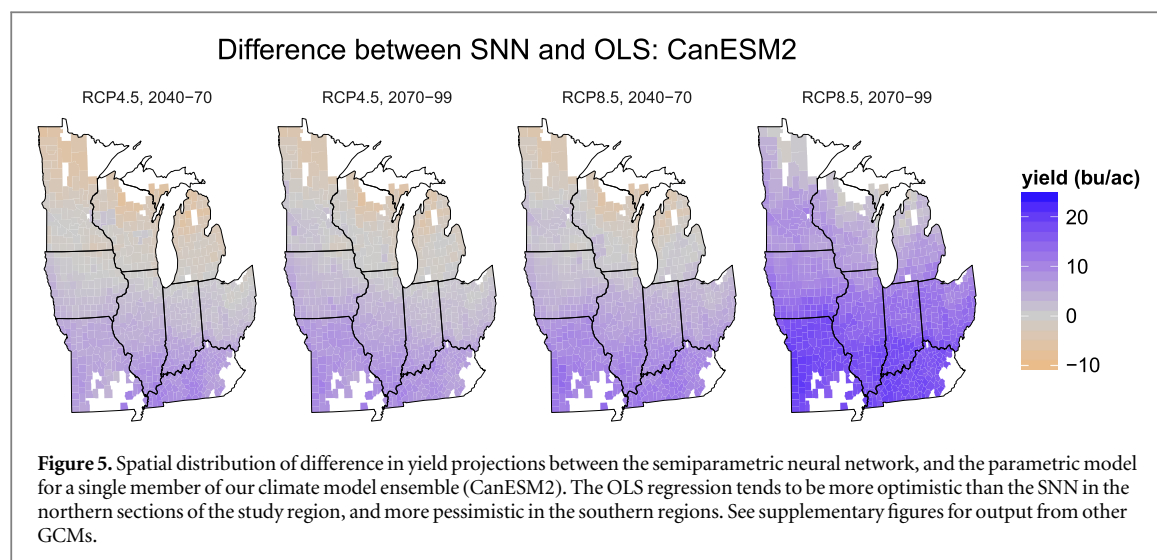 Difference between SNN and OLS: CanESM2
RCP4.5, 2040−70
RCP4.5, 2070−99
RCP8.5, 2040−70
RCP8.5, 2070−99
yield (bu/ac)
20
10
0
−10
Figure 5. Spatial distribution of difference in yield projections between the semiparametric neural network, and the parametric model
for a single member of our climate model ensemble (CanESM2). The OLS regression tends to be more optimistic than the SNN in the
northern sections of the study region, and more pessimistic in the southern regions. See supplementary figures for output from other
GCMs.